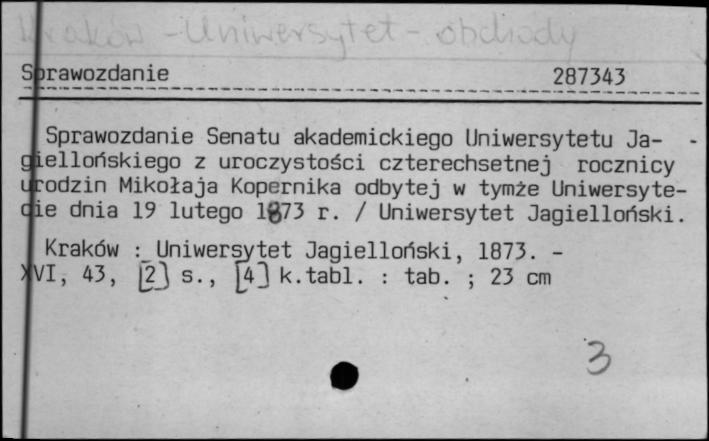 Kraków - Uniwersytet - obchody
Sprawozdanie 287343
Sprawozdanie Senatu akademickiego Uniwersytetu Ja-
giellońskiego z uroczystości czterechsetnej rocznicy
urodzin Mikołaja Kopernika odbytej w tymże Uniwersyte-
cie dnia 19 lutego 1873 r. / Uniwersytet Jagielloński.
Kraków : Uniwersytet Jagielloński, 1873. -
XVI, 43, [2] s., [4] k.tabl. : tab. ; 23 cm
3